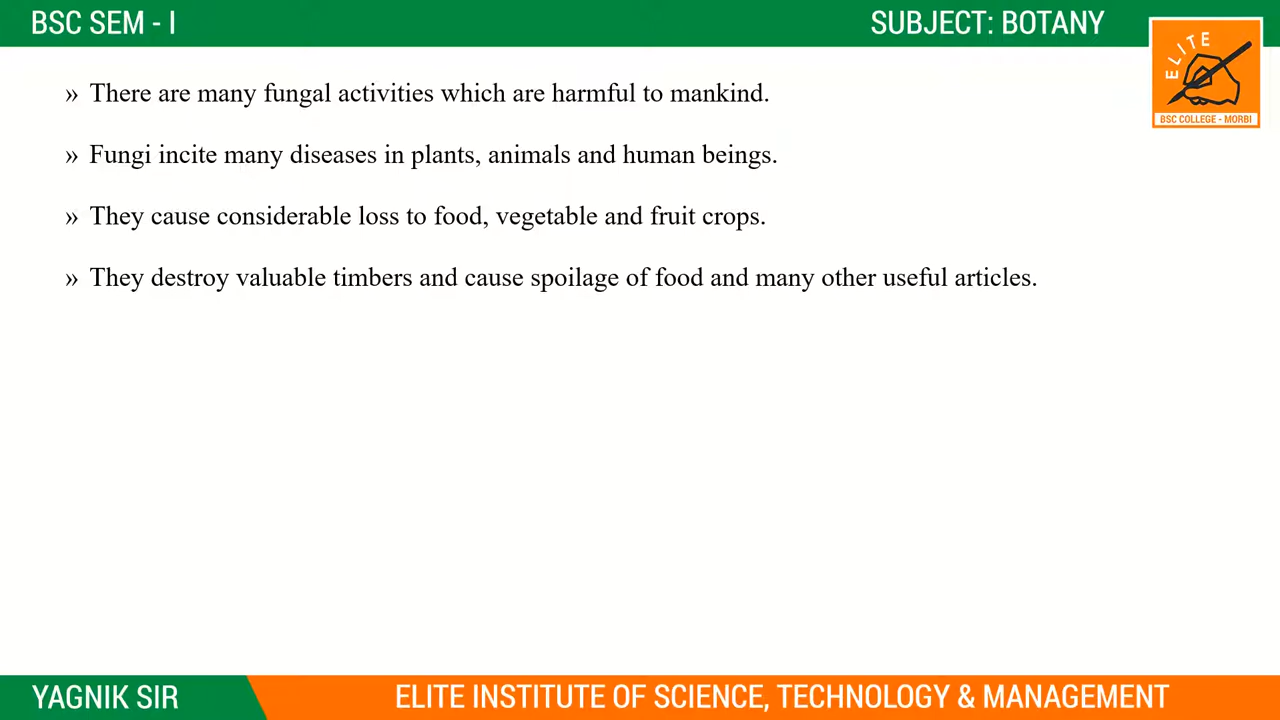 BSC SEM - I
SUBJECT: BOTANY
ELITE
BSC COLLEGE - MORBI
» There are many fungal activities which are harmful to mankind.
» Fungi incite many diseases in plants, animals and human beings.
» They cause considerable loss to food, vegetable and fruit crops.
» They destroy valuable timbers and cause spoilage of food and many other useful articles.
YAGNIK SIR
ELITE INSTITUTE OF SCIENCE, TECHNOLOGY & MANAGEMENT